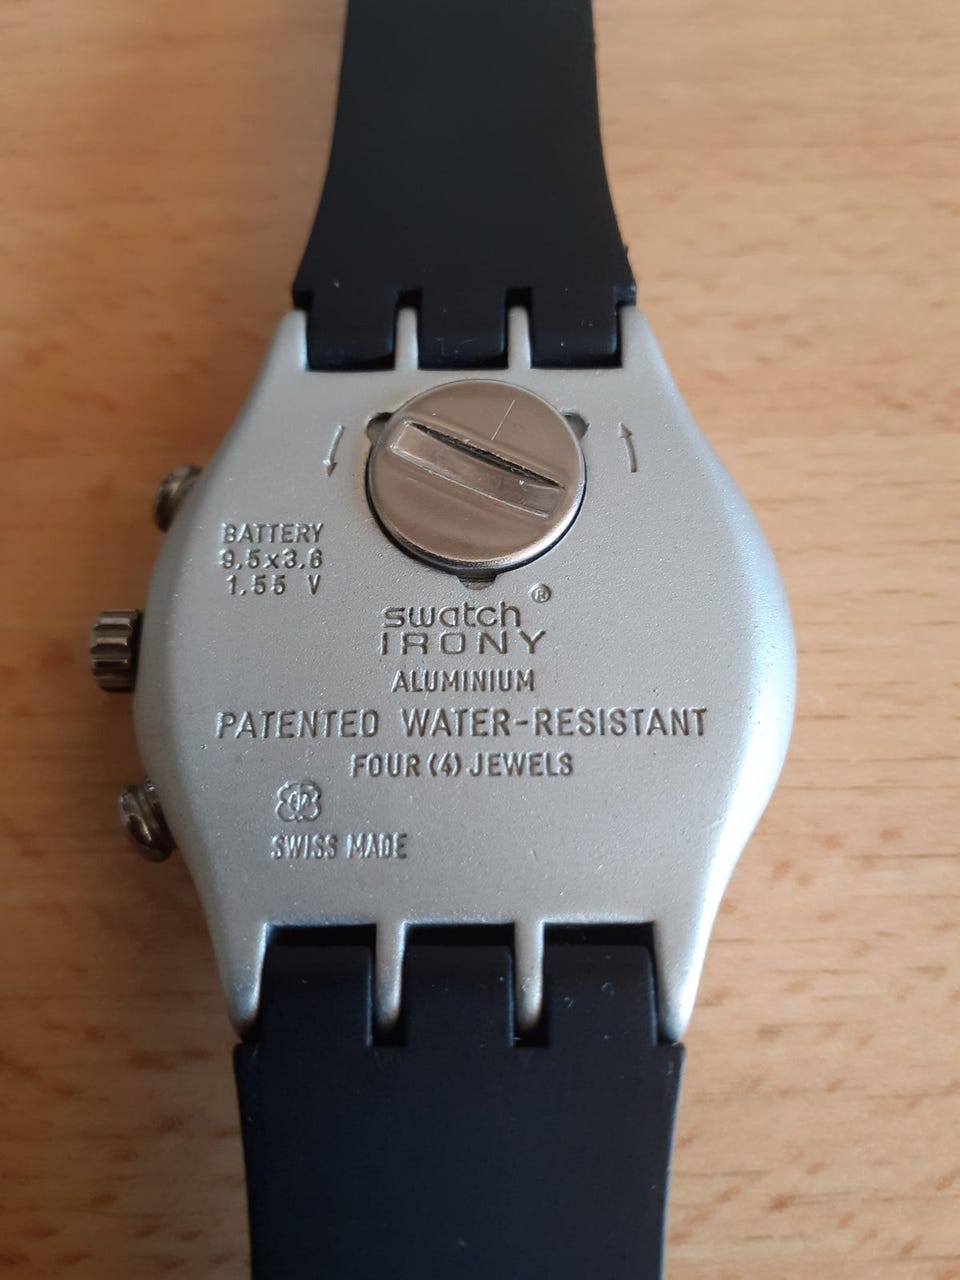 BATTERY
9,5x3,6
1,55 V
swatch®
IRONY
ALUMINIUM
PATENTED WATER-RESISTANT
FOUR (4) JEWELS
SWISS MADE